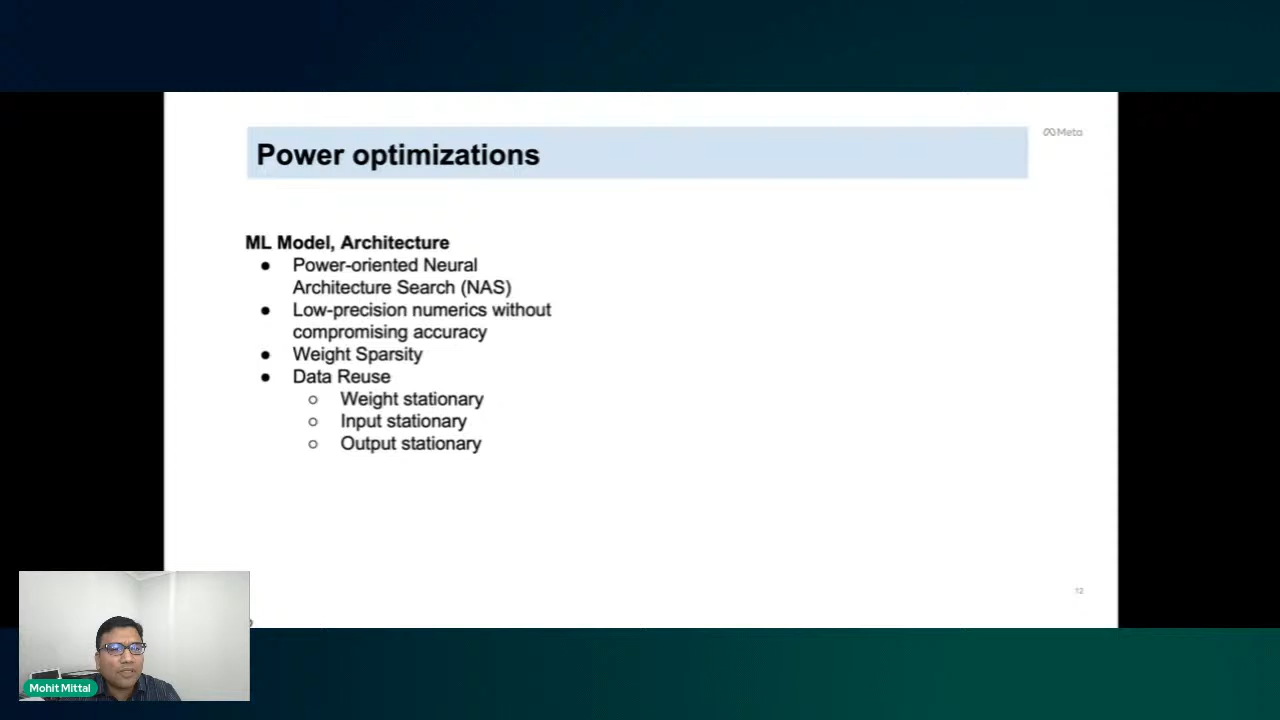 Power optimizations
Meta
ML Model, Architecture
● Power-oriented Neural
Architecture Search (NAS)
● Low-precision numerics without
compromising accuracy
● Weight Sparsity
● Data Reuse
○ Weight stationary
○ Input stationary
○ Output stationary
12
Mohit Mittal